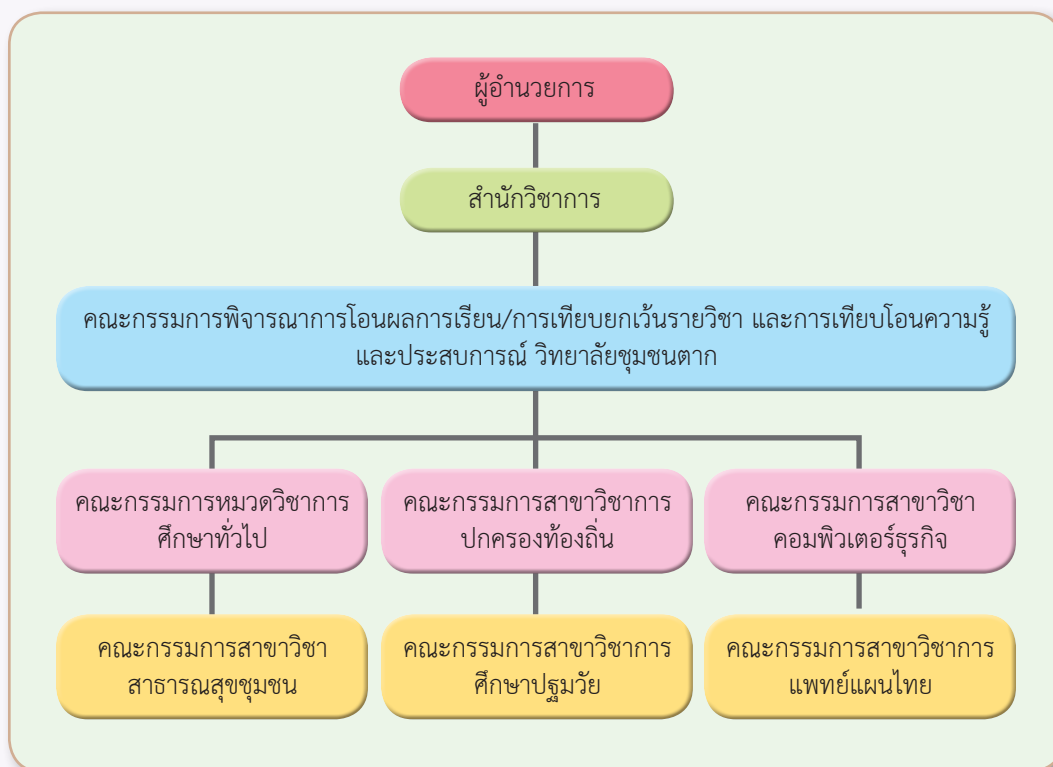 ผู้อำนวยการ
สำนักวิชาการ
คณะกรรมการพิจารณาการโอนผลการเรียน/การเทียบยกเว้นรายวิชา และการเทียบโอนความรู้
และประสบการณ์ วิทยาลัยชุมชนตาก
คณะกรรมการหมวดวิชาการ
ศึกษาทั่วไป
คณะกรรมการสาขาวิชาการ
ปกครองท้องถิ่น
คณะกรรมการสาขาวิชา
คอมพิวเตอร์ธุรกิจ
คณะกรรมการสาขาวิชา
สาธารณสุขชุมชน
คณะกรรมการสาขาวิชาการ
ศึกษาปฐมวัย
คณะกรรมการสาขาวิชาการ
แพทย์แผนไทย